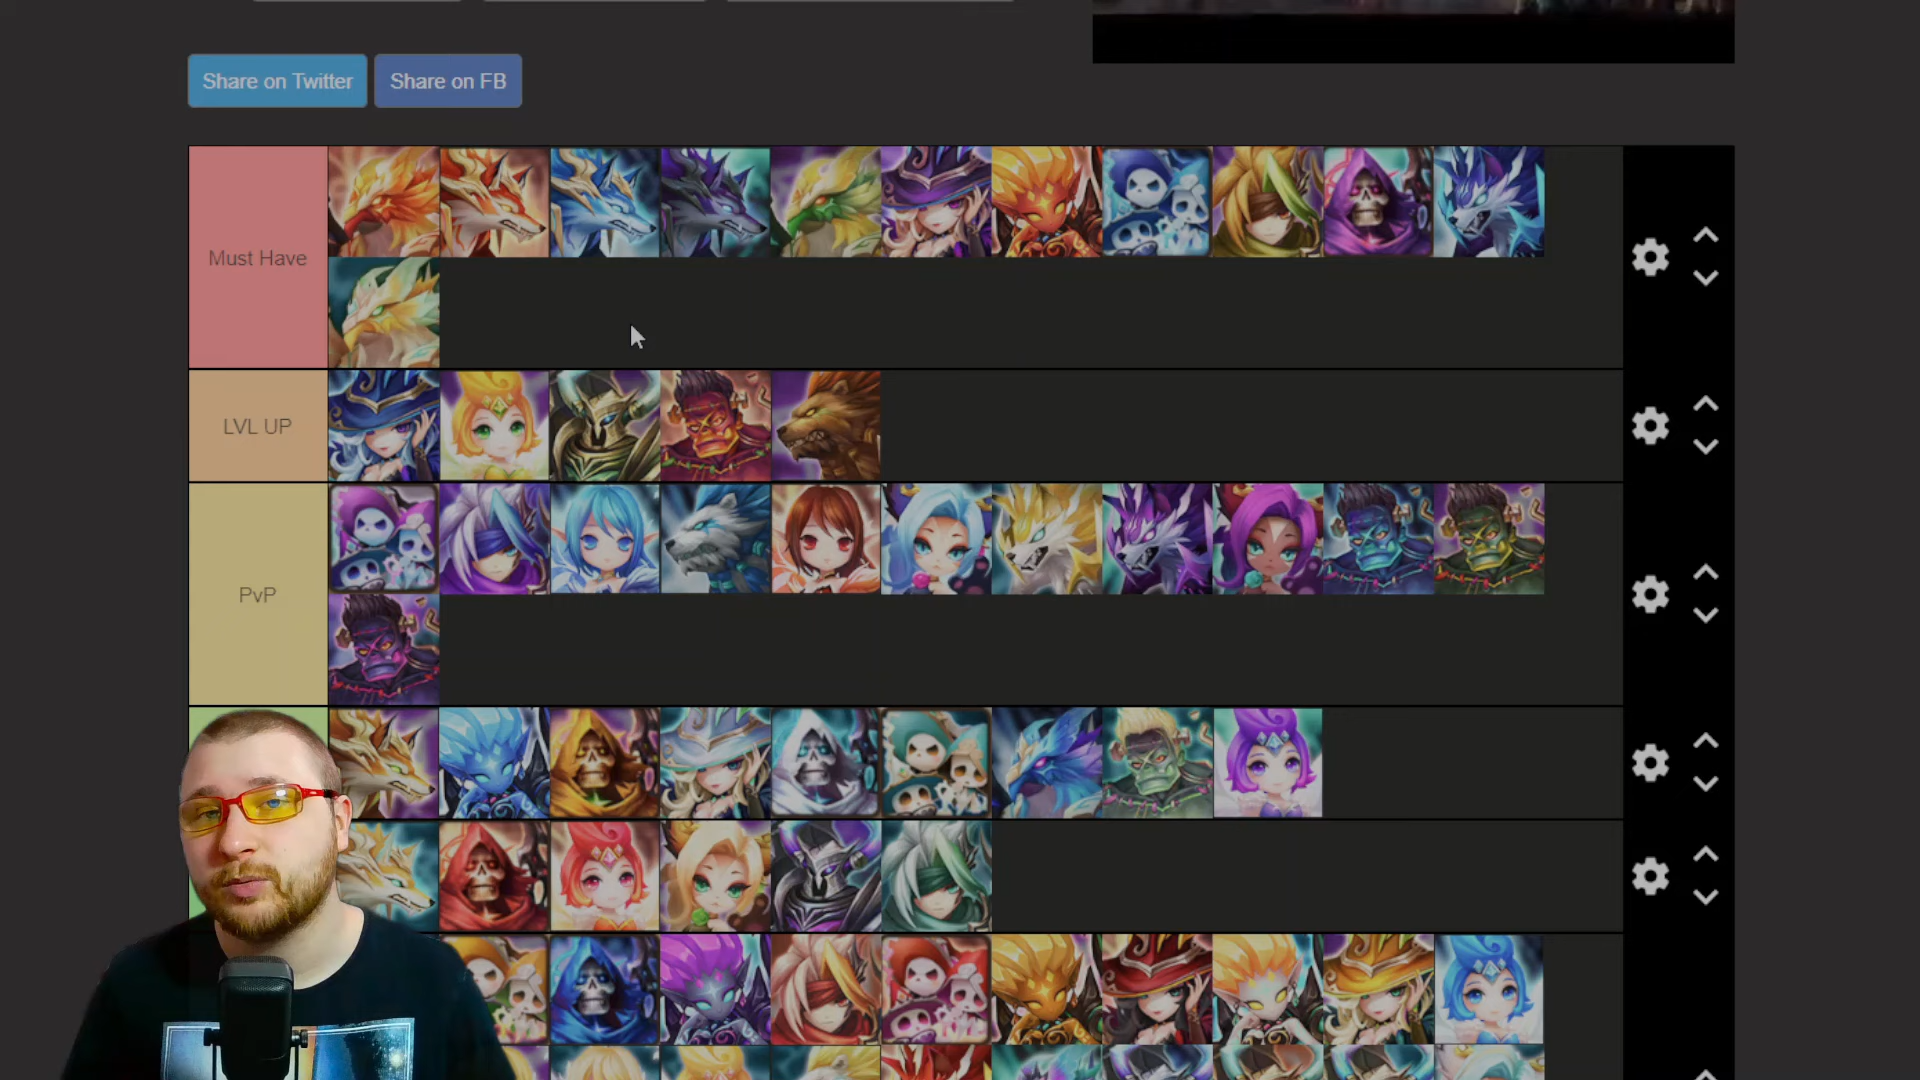 Share on Twitter
Share on FB
Must Have
LVL UP
PvP